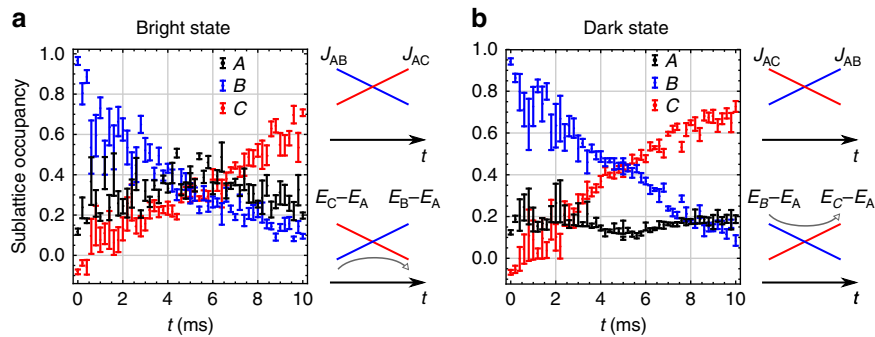 a
Bright state
Sublattice occupancy
1.0
0.8
0.6
0.4
0.2
0.0
A
B
C
0 2 4 6 8 10
t (ms)
J_AB J_AC
t
E_C–E_A E_B–E_A
t
b
Dark state
1.0
0.8
0.6
0.4
0.2
0.0
A
B
C
0 2 4 6 8 10
t (ms)
J_AC J_AB
t
E_B–E_A E_C–E_A
t